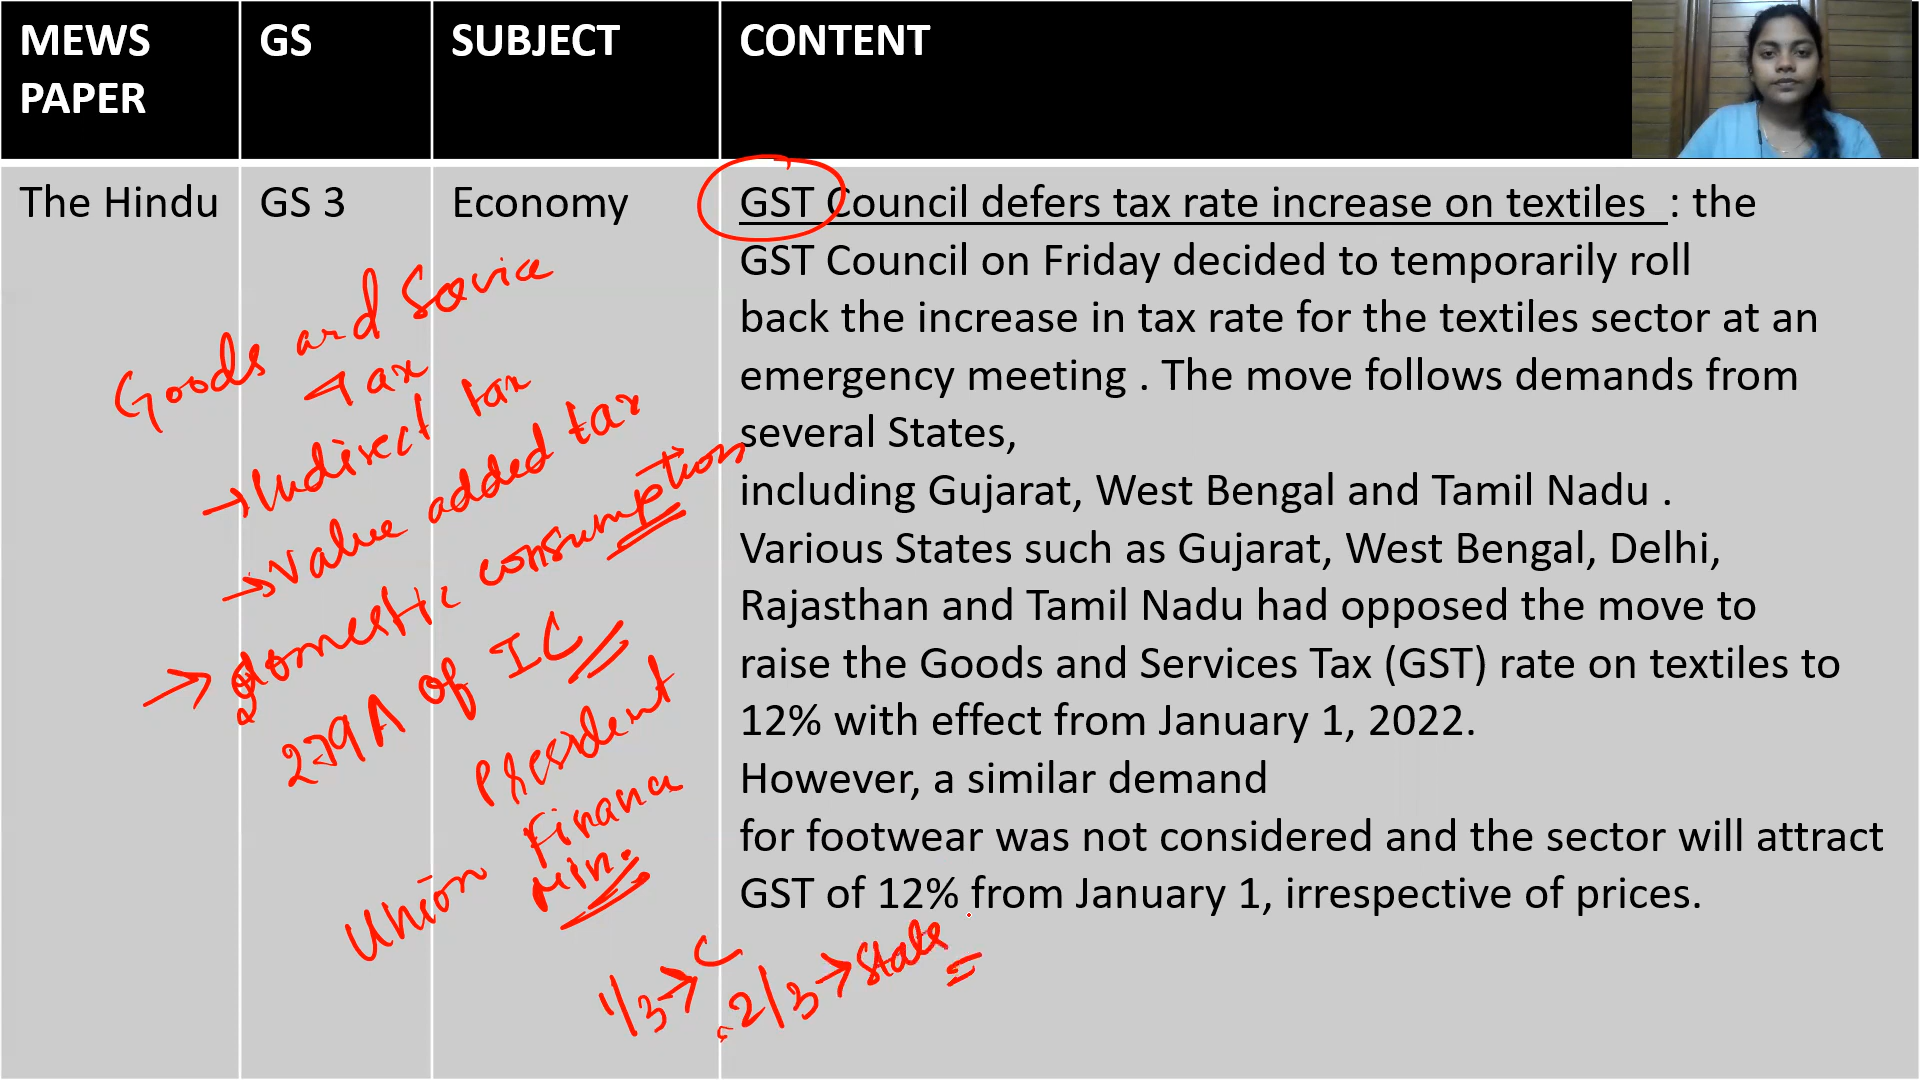 MEWS PAPER
GS
SUBJECT
CONTENT
The Hindu
GS 3
Economy
GST Council defers tax rate increase on textiles : the
GST Council on Friday decided to temporarily roll
back the increase in tax rate for the textiles sector at an
emergency meeting . The move follows demands from
several States,
including Gujarat, West Bengal and Tamil Nadu .
Various States such as Gujarat, West Bengal, Delhi,
Rajasthan and Tamil Nadu had opposed the move to
raise the Goods and Services Tax (GST) rate on textiles to
12% with effect from January 1, 2022.
However, a similar demand
for footwear was not considered and the sector will attract
GST of 12% from January 1, irrespective of prices.
Goods and Service
Tax
→ Indirect tax
→ Value added tax
→ domestic consumption
279A of IC
President
Union Finance
Min.
1/3 → C
2/3 → State